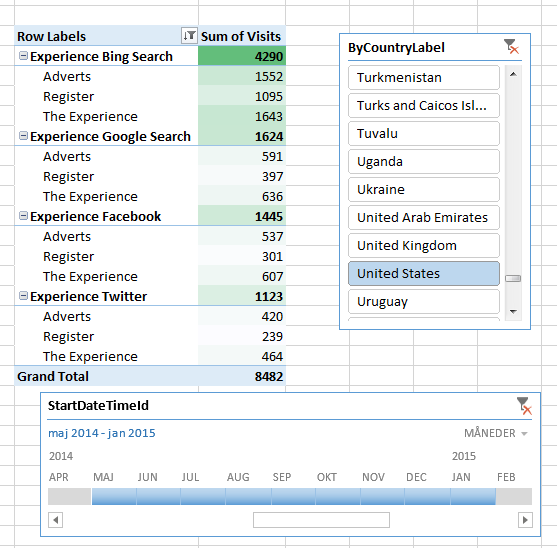 Row Labels Sum of Visits
Experience Bing Search 4290
Adverts 1552
Register 1095
The Experience 1643
Experience Google Search 1624
Adverts 591
Register 397
The Experience 636
Experience Facebook 1445
Adverts 537
Register 301
The Experience 607
Experience Twitter 1123
Adverts 420
Register 239
The Experience 464
Grand Total 8482
ByCountryLabel
Turkmenistan
Turks and Caicos Isl...
Tuvalu
Uganda
Ukraine
United Arab Emirates
United Kingdom
United States
Uruguay
StartDateTimeId
maj 2014 - jan 2015 MÅNEDER
2014 2015
APR MAJ JUN JUL AUG SEP OKT NOV DEC JAN FEB